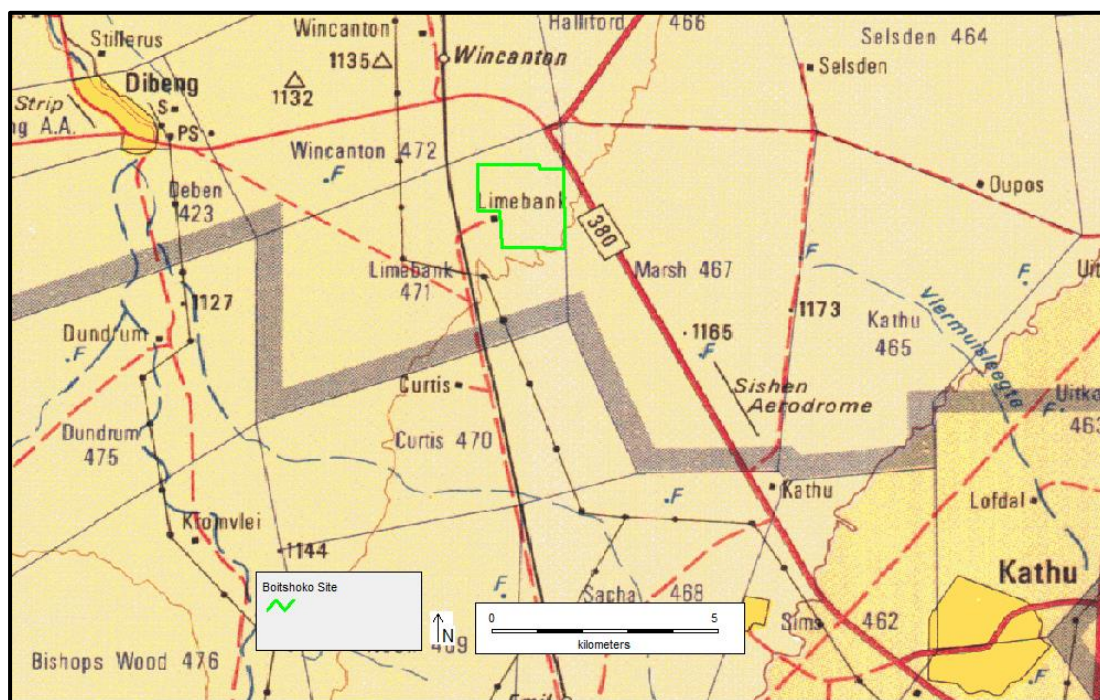 Stillerus
Wincanton
1135
Wincanton
Halliford 466
Selsden 464
Selsden
Dibeng
1132
Strip
S
PS
A.A.
Wincanton 472
F
Deben
423
Limebank
Oupos
380
Limebank
471
Marsh 467
F
F
1127
Dundrum
F
1165
F
1173
Kathu
465
Vlermuisleegte
Curtis
Sishen
Aerodrome
F
Dundrum
475
Curtis 470
463
Kathu
F
Lofdal
Kromvlei
1144
Kathu
Boitshoko Site
N
F
Sacha 468
0 5
kilometers
Sims 462
F
Bishops Wood 476